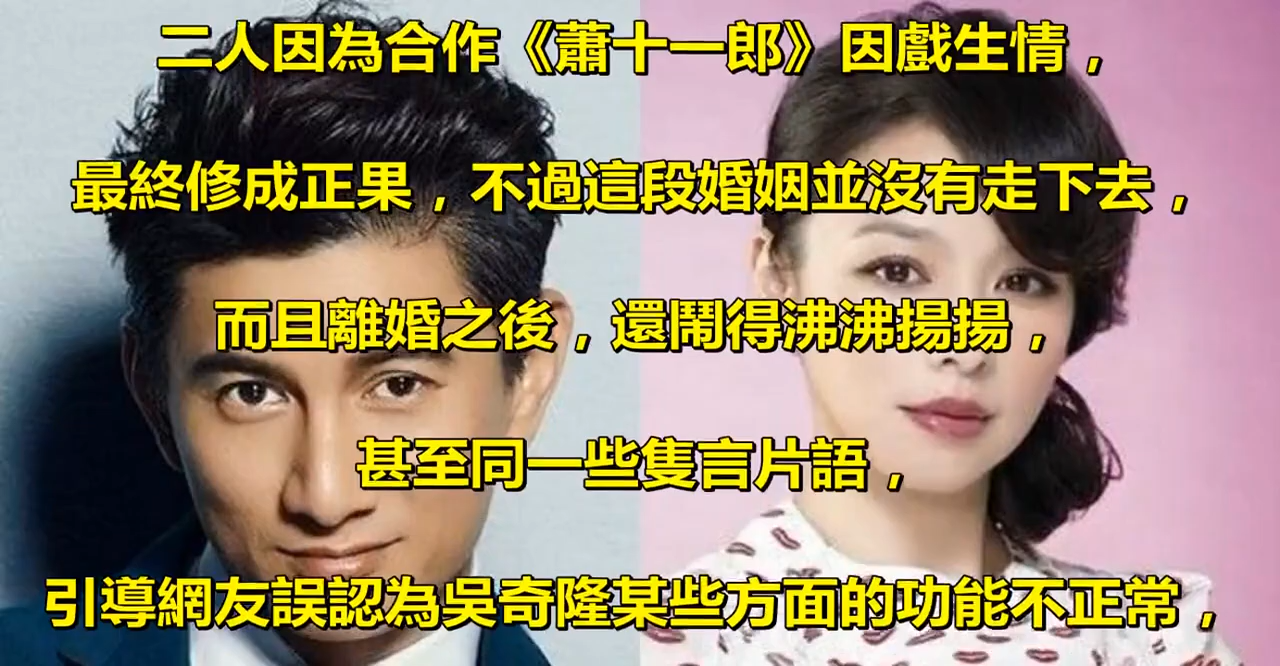 二人因為合作《蕭十一郎》因戲生情，
最終修成正果，不過這段婚姻並沒有走下去，
而且離婚之後，還鬧得沸沸揚揚，
甚至同一些隻言片語，
引導網友誤認為吳奇隆某些方面的功能不正常，